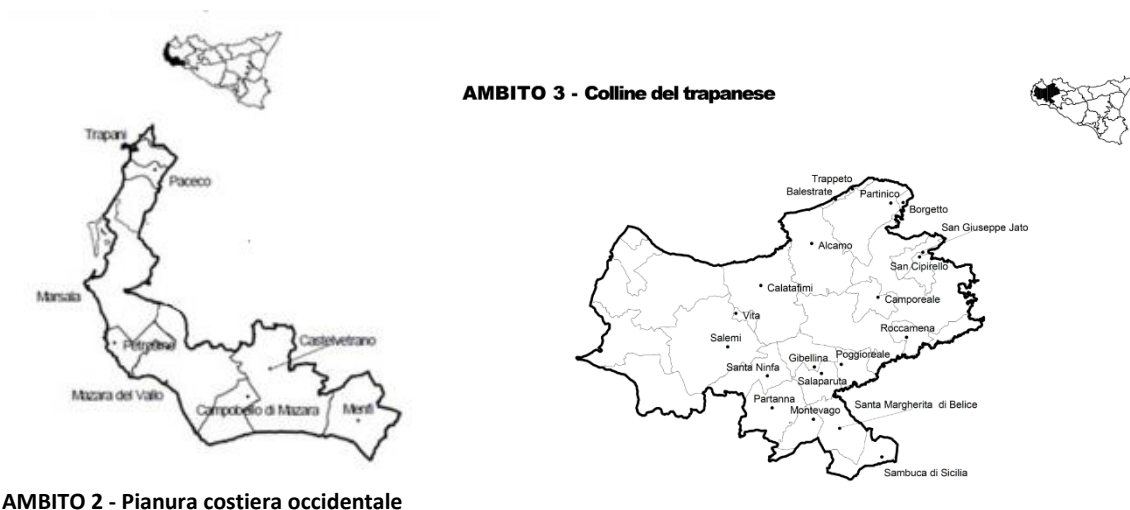 Trapani
Paceco
Marsala
Petrosino
Castelvetrano
Mazara del Vallo
Campobello di Mazara
Menfi
AMBITO 2 - Pianura costiera occidentale
AMBITO 3 - Colline del trapanese
Trappeto
Balestrate
Partinico
Borgetto
San Giuseppe Jato
Alcamo
San Cipirello
Calatafimi
Camporeale
Vita
Roccamena
Salemi
Gibellina
Poggioreale
Santa Ninfa
Salaparuta
Partanna
Montevago
Santa Margherita di Belice
Sambuca di Sicilia